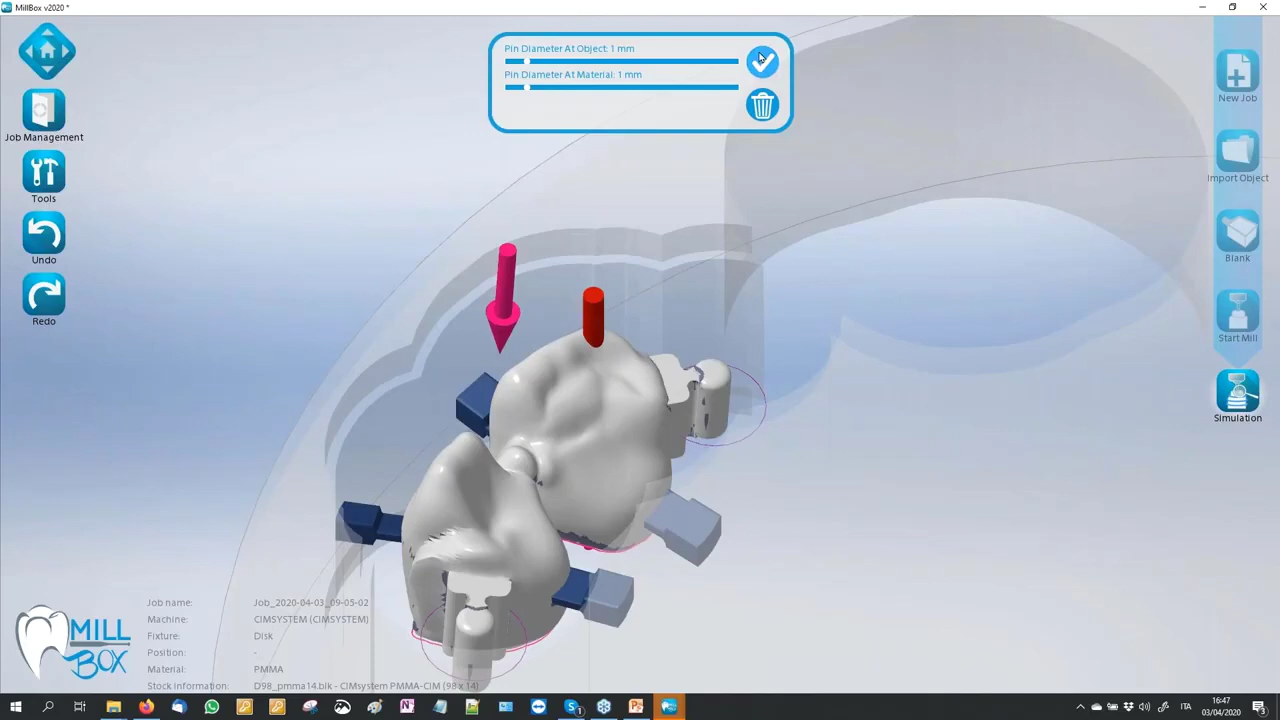 MillBox v2020 *
Pin Diameter At Object: 1 mm
Pin Diameter At Material: 1 mm
Job Management
Tools
Undo
Redo
New Job
Import Object
Blank
Start Mill
Simulation
MILL
BOX
Job name: Job_2020-04-03_09-05-02
Machine: CIMSYSTEM (CIMSYSTEM)
Fixture: Disk
Position: -
Material: PMMA
Stock Information: D98_pmma14.blk - CIMsystem PMMA-CIM (98 x 14)
ITA
16:47
03/04/2020